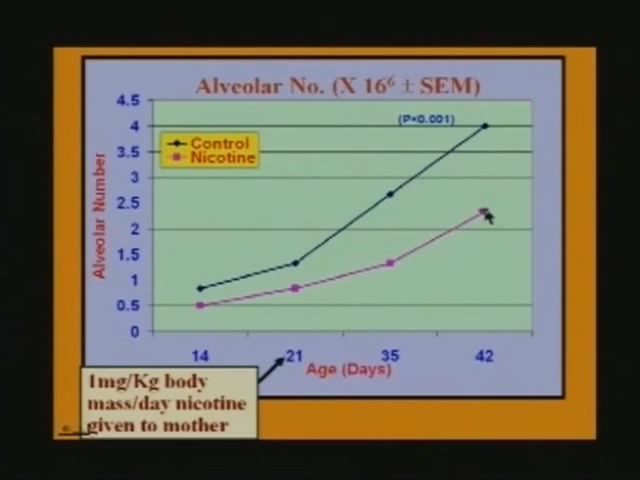 Alveolar No. (X 16⁶ ± SEM)
4.5
4
3.5
3
2.5
2
1.5
1
0.5
0
Alveolar Number
(P<0.001)
Control
Nicotine
14 21 35 42
Age (Days)
1mg/Kg body
mass/day nicotine
given to mother